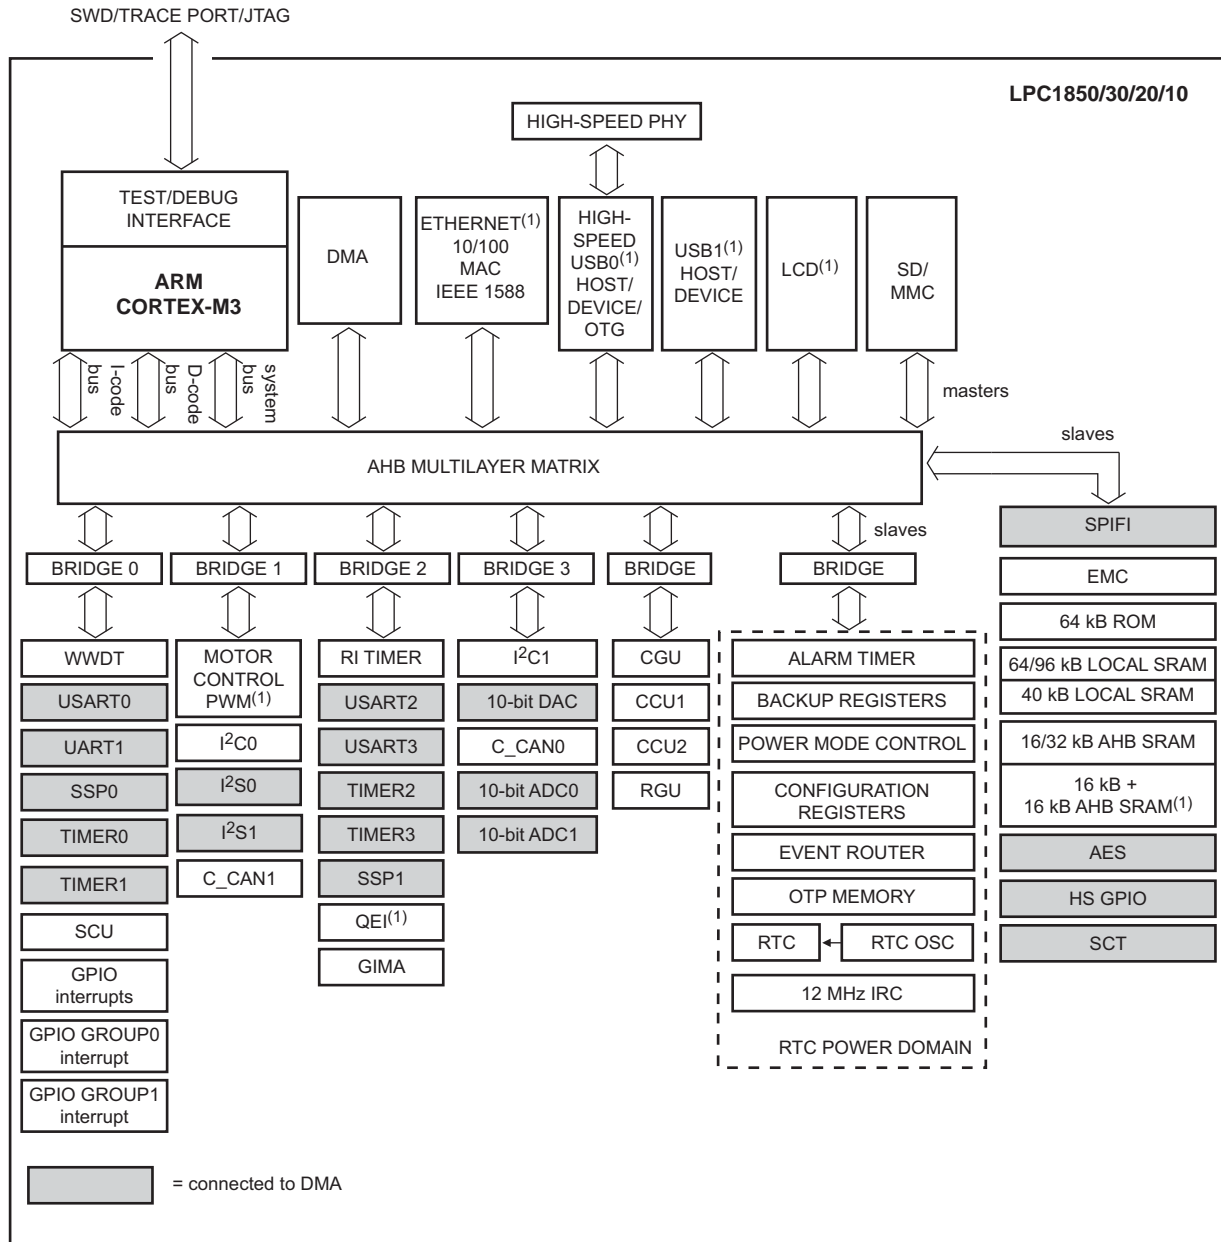 SWD/TRACE PORT/JTAG
LPC1850/30/20/10
HIGH-SPEED PHY
TEST/DEBUG
INTERFACE
ARM
CORTEX-M3
DMA
ETHERNET(1)
10/100
MAC
IEEE 1588
HIGH-
SPEED
USB0(1)
HOST/
DEVICE/
OTG
USB1(1)
HOST/
DEVICE
LCD(1)
SD/
MMC
I-code
bus
D-code
bus
system
bus
masters
slaves
AHB MULTILAYER MATRIX
slaves
BRIDGE 0
BRIDGE 1
BRIDGE 2
BRIDGE 3
BRIDGE
BRIDGE
WWDT
USART0
UART1
SSP0
TIMER0
TIMER1
SCU
GPIO
interrupts
GPIO GROUP0
interrupt
GPIO GROUP1
interrupt
MOTOR
CONTROL
PWM(1)
I2C0
I2S0
I2S1
C_CAN1
RI TIMER
USART2
USART3
TIMER2
TIMER3
SSP1
QEI(1)
GIMA
I2C1
10-bit DAC
C_CAN0
10-bit ADC0
10-bit ADC1
CGU
CCU1
CCU2
RGU
ALARM TIMER
BACKUP REGISTERS
POWER MODE CONTROL
CONFIGURATION
REGISTERS
EVENT ROUTER
OTP MEMORY
RTC
RTC OSC
12 MHz IRC
RTC POWER DOMAIN
SPIFI
EMC
64 kB ROM
64/96 kB LOCAL SRAM
40 kB LOCAL SRAM
16/32 kB AHB SRAM
16 kB +
16 kB AHB SRAM(1)
AES
HS GPIO
SCT
= connected to DMA